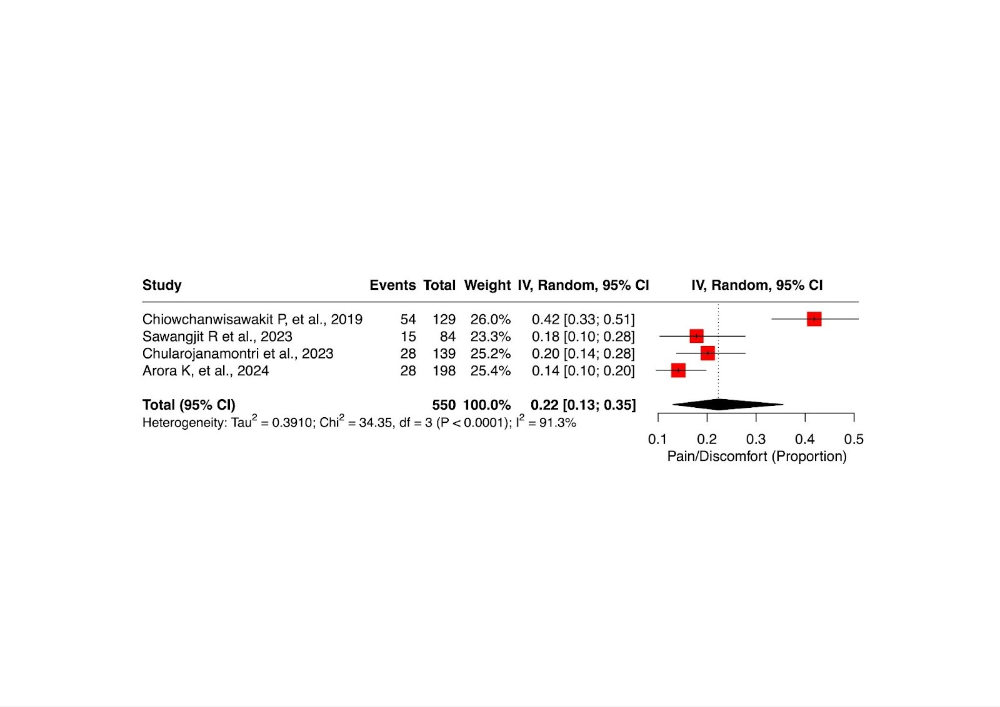 Study Events Total Weight IV, Random, 95% CI IV, Random, 95% CI
Chiowchanwisawakit P, et al., 2019 54 129 26.0% 0.42 [0.33; 0.51]
Sawangjit R et al., 2023 15 84 23.3% 0.18 [0.10; 0.28]
Chularojanamontri et al., 2023 28 139 25.2% 0.20 [0.14; 0.28]
Arora K, et al., 2024 28 198 25.4% 0.14 [0.10; 0.20]
Total (95% CI) 550 100.0% 0.22 [0.13; 0.35]
Heterogeneity: Tau² = 0.3910; Chi² = 34.35, df = 3 (P < 0.0001); I² = 91.3%
0.1 0.2 0.3 0.4 0.5
Pain/Discomfort (Proportion)